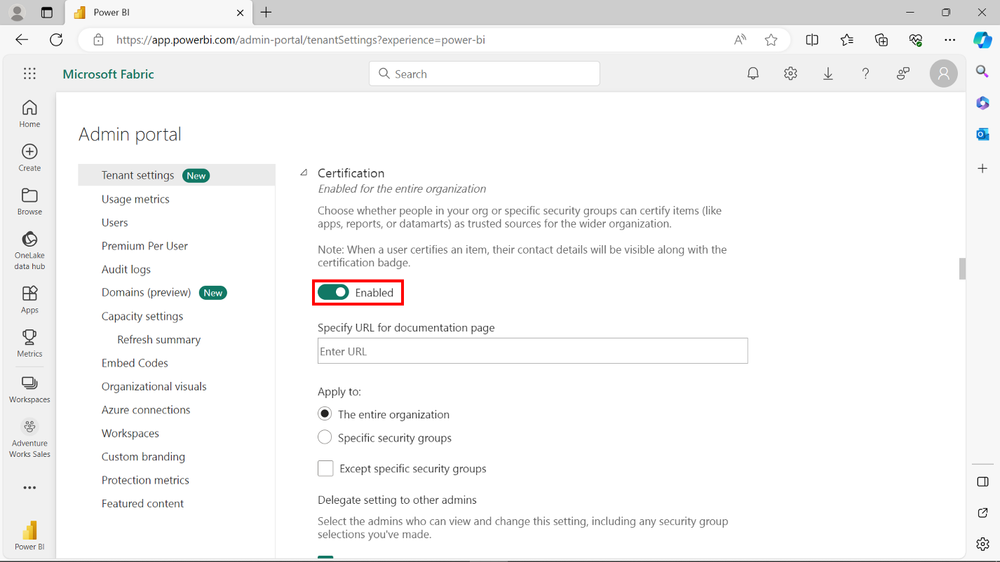 Power BI
https://app.powerbi.com/admin-portal/tenantSettings?experience=power-bi
Microsoft Fabric
Search
Home
Create
Browse
OneLake
data hub
Apps
Metrics
Workspaces
Adventure
Works Sales
Power BI
Admin portal
Tenant settings New
Usage metrics
Users
Premium Per User
Audit logs
Domains (preview) New
Capacity settings
Refresh summary
Embed Codes
Organizational visuals
Azure connections
Workspaces
Custom branding
Protection metrics
Featured content
Certification
Enabled for the entire organization
Choose whether people in your org or specific security groups can certify items (like
apps, reports, or datamarts) as trusted sources for the wider organization.
Note: When a user certifies an item, their contact details will be visible along with the
certification badge.
Enabled
Specify URL for documentation page
Enter URL
Apply to:
The entire organization
Specific security groups
Except specific security groups
Delegate setting to other admins
Select the admins who can view and change this setting, including any security group
selections you've made.